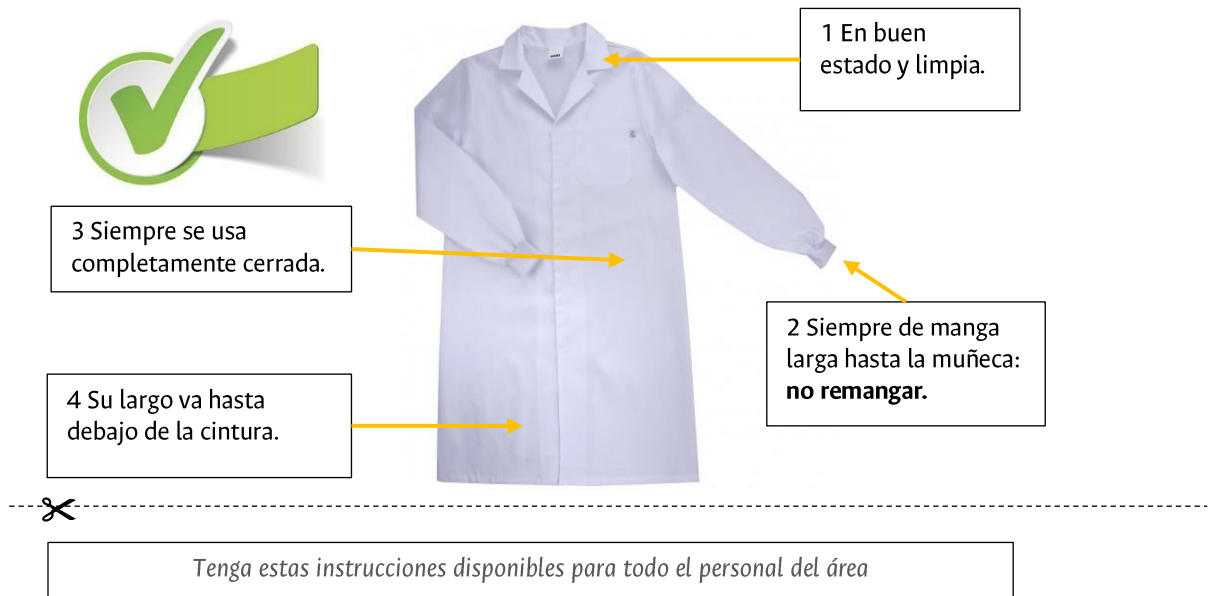 1 En buen
estado y limpia.
2 Siempre de manga
larga hasta la muñeca:
no remangar.
3 Siempre se usa
completamente cerrada.
4 Su largo va hasta
debajo de la cintura.
Tenga estas instrucciones disponibles para todo el personal del área